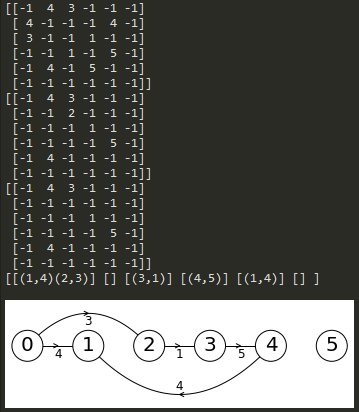 [[-1 4 3 -1 -1 -1]
[ 4 -1 -1 -1 4 -1]
[ 3 -1 -1 1 -1 -1]
[-1 -1 1 -1 5 -1]
[-1 4 -1 5 -1 -1]
[-1 -1 -1 -1 -1 -1]]
[[-1 4 3 -1 -1 -1]
[-1 -1 2 -1 -1 -1]
[-1 -1 -1 1 -1 -1]
[-1 -1 -1 -1 5 -1]
[-1 4 -1 -1 -1 -1]
[-1 -1 -1 -1 -1 -1]]
[[-1 4 3 -1 -1 -1]
[-1 -1 -1 -1 -1 -1]
[-1 -1 -1 1 -1 -1]
[-1 -1 -1 -1 5 -1]
[-1 4 -1 -1 -1 -1]
[-1 -1 -1 -1 -1 -1]]
[[(1,4)(2,3)] [] [(3,1)] [(4,5)] [(1,4)] [] ]
3
0 1 2 3 4 5
4 1 5
4